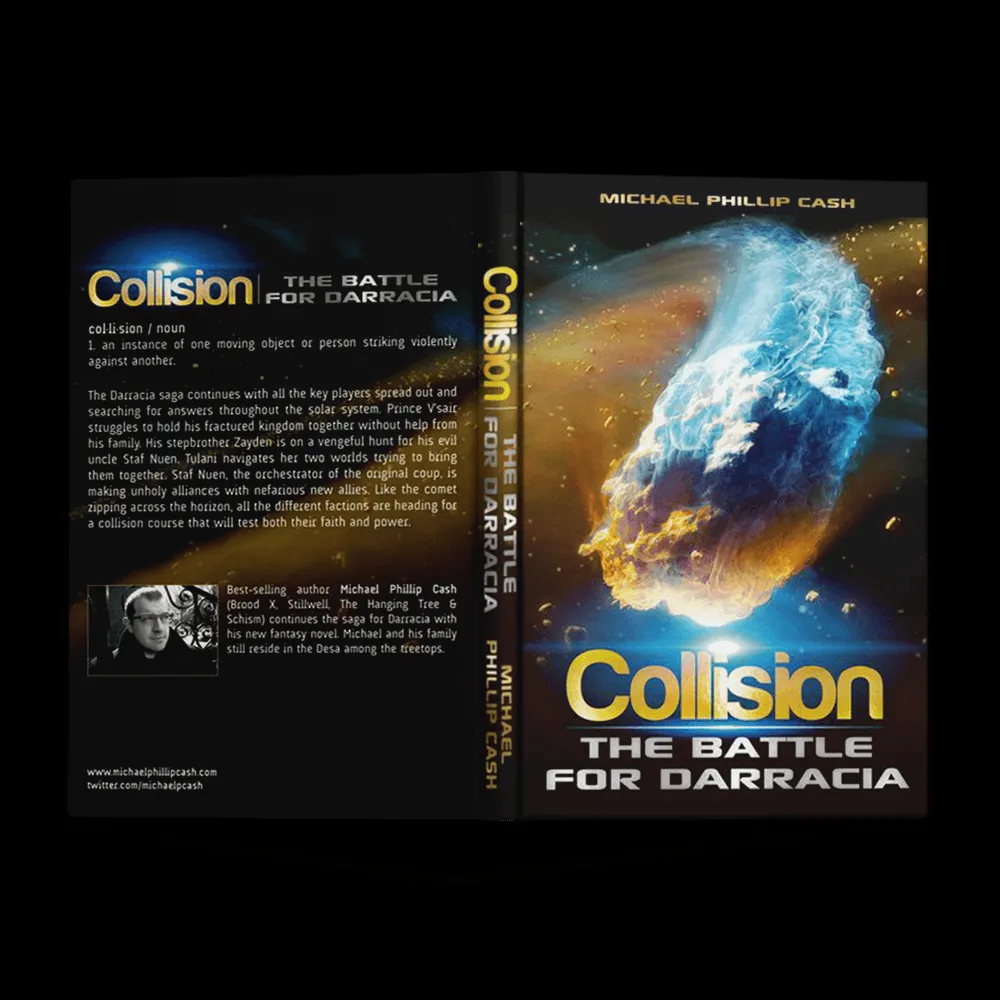 Collision
THE BATTLE
FOR DARRACIA
col·li·sion / noun
1. an instance of one moving object or person striking violently
against another.
The Darracia saga continues with all the key players spread out and
searching for answers throughout the solar system. Prince V'sair
struggles to hold his fractured kingdom together without help from
his family. His stepbrother Zayden is on a vengeful hunt for his evil
uncle Staf Nuen. Tulani navigates her two worlds trying to bring
them together. Staf Nuen, the orchestrator of the original coup, is
making unholy alliances with nefarious new allies. Like the comet
zipping across the horizon, all the different factions are heading for
a collision course that will test both their faith and power.
Best-selling author Michael Phillip Cash
(Brood X, Stillwell, The Hanging Tree &
Schism) continues the saga for Darracia with
his new fantasy novel. Michael and his family
still reside in the Desa among the treetops.
www.michaelphillipcash.com
twitter.com/michaelpcash
Collision
THE BATTLE
FOR DARRACIA
MICHAEL
PHILLIP CASH
MICHAEL PHILLIP CASH
Collision
THE BATTLE
FOR DARRACIA